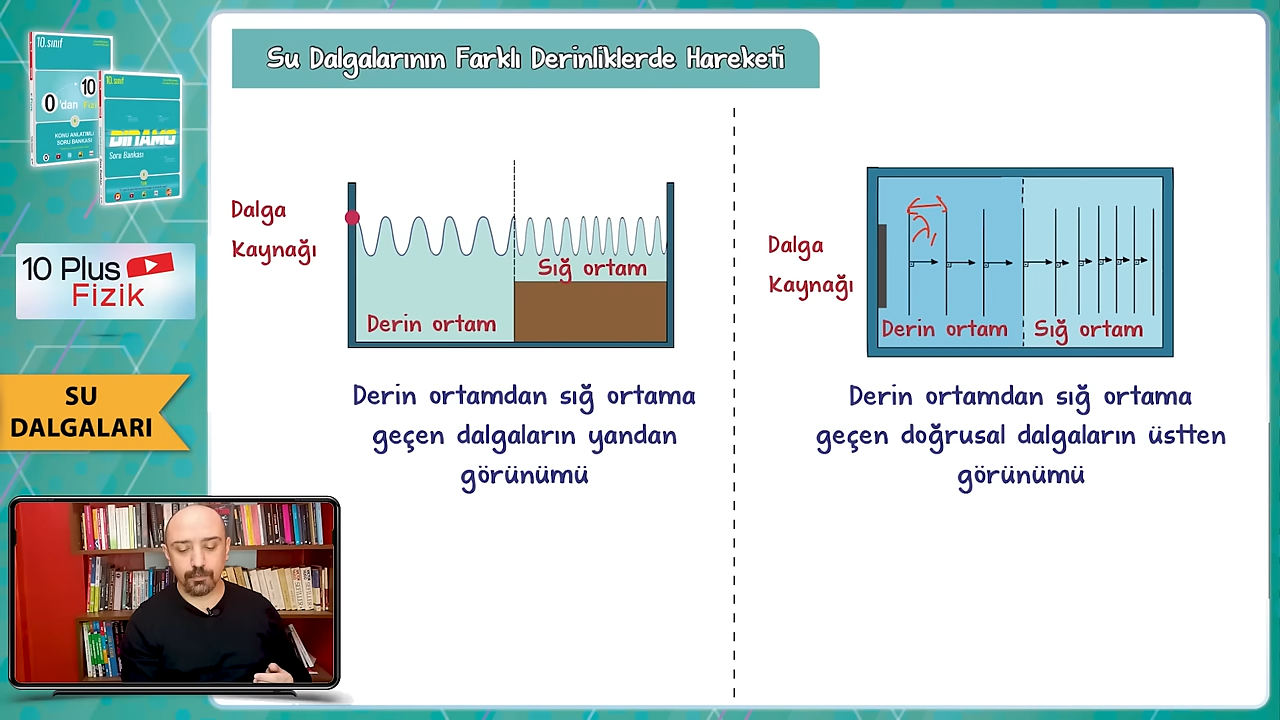 Su Dalgalarının Farklı Derinliklerde Hareketi
10.sınıf
0'dan 10
Fizik
KONU ANLATIMLI
SORU BANKASI
10.sınıf
DİNAMO
Soru Bankası
10 Plus
Fizik
SU
DALGALARI
Dalga
Kaynağı
Sığ ortam
Derin ortam
Derin ortamdan sığ ortama
geçen dalgaların yandan
görünümü
λ₁
Dalga
Kaynağı
Derin ortam
Sığ ortam
Derin ortamdan sığ ortama
geçen doğrusal dalgaların üstten
görünümü